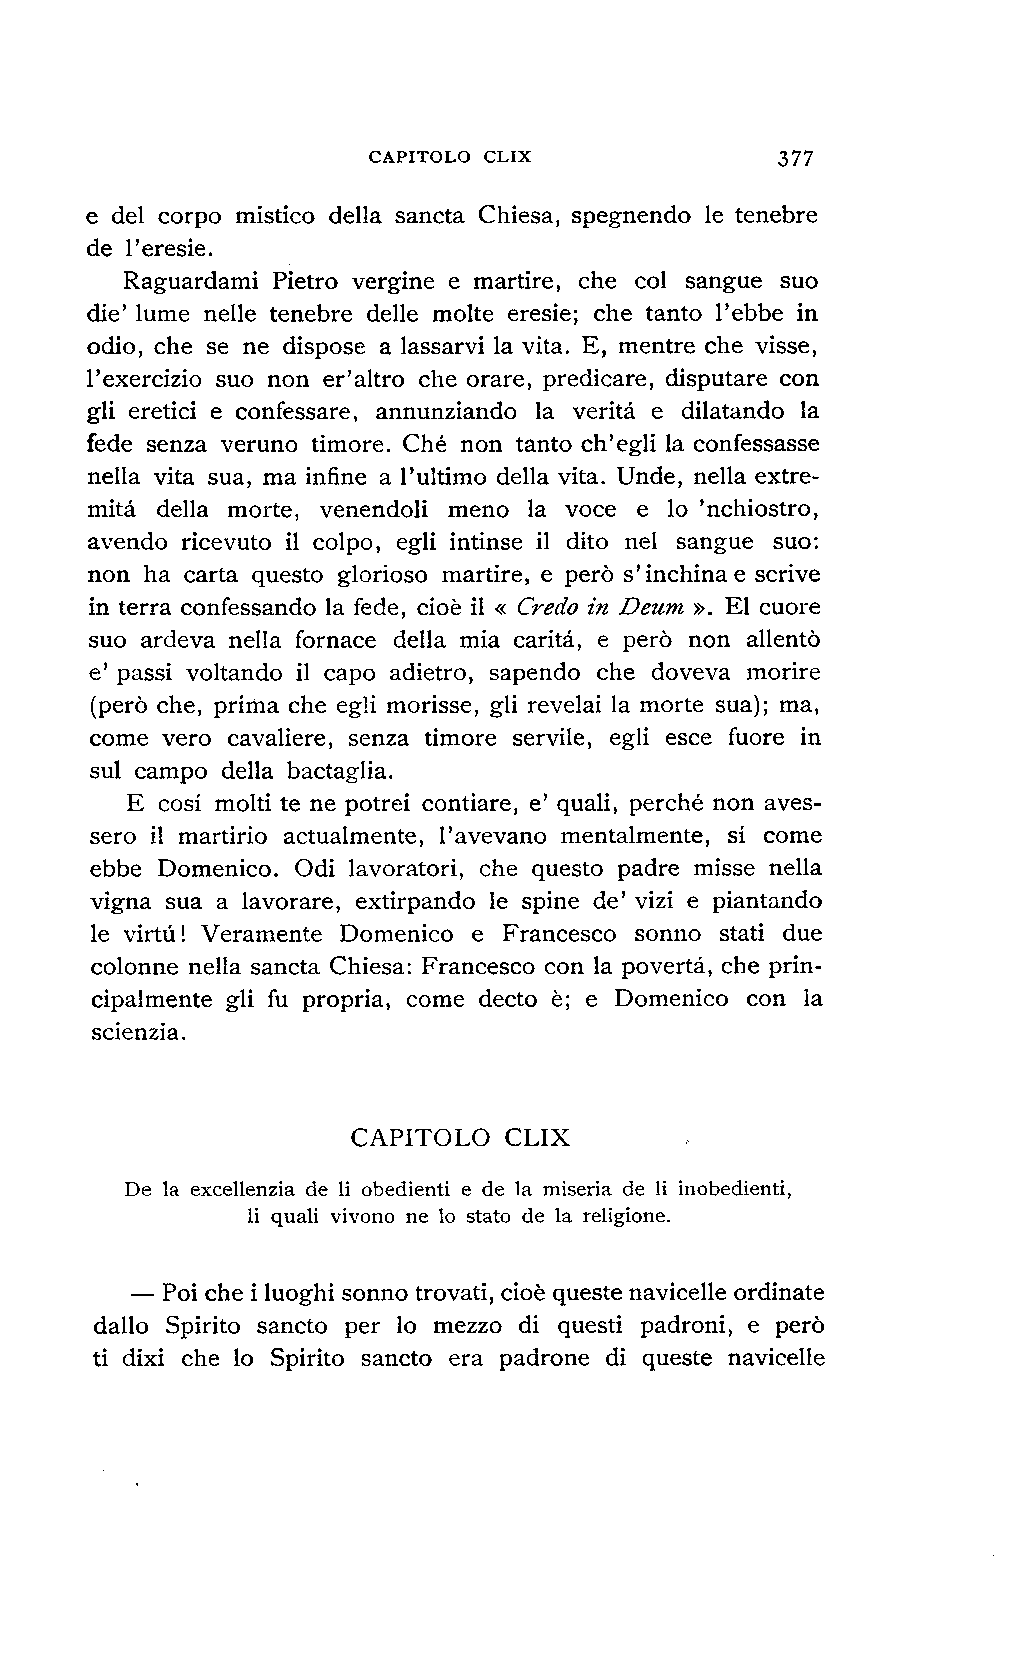 CAPITOLO CLIX 377
e del corpo mistico della sancta Chiesa, spegnendo le tenebre
de l'eresie.
Raguardami Pietro vergine e martire, che col sangue suo
die' lume nelle tenebre delle molte eresie; che tanto l'ebbe in
odio, che se ne dispose a lassarvi la vita. E, mentre che visse,
l'exercizio suo non er'altro che orare, predicare, disputare con
gli eretici e confessare, annunziando la veritá e dilatando la
fede senza veruno timore. Ché non tanto ch'egli la confessasse
nella vita sua, ma infine a l'ultimo della vita. Unde, nella extre-
mitá della morte, venendoli meno la voce e lo 'nchiostro,
avendo ricevuto il colpo, egli intinse il dito nel sangue suo:
non ha carta questo glorioso martire, e però s'inchina e scrive
in terra confessando la fede, cioè il « Credo in Deum ». El cuore
suo ardeva nella fornace della mia caritá, e però non allentò
e' passi voltando il capo adietro, sapendo che doveva morire
(però che, prima che egli morisse, gli revelai la morte sua); ma,
come vero cavaliere, senza timore servile, egli esce fuore in
sul campo della bactaglia.
E cosí molti te ne potrei contiare, e' quali, perché non aves-
sero il martirio actualmente, l'avevano mentalmente, sí come
ebbe Domenico. Odi lavoratori, che questo padre misse nella
vigna sua a lavorare, extirpando le spine de' vizi e piantando
le virtú! Veramente Domenico e Francesco sonno stati due
colonne nella sancta Chiesa: Francesco con la povertá, che prin-
cipalmente gli fu propria, come decto è; e Domenico con la
scienzia.
CAPITOLO CLIX
De la excellenzia de li obedienti e de la miseria de li inobedienti,
li quali vivono ne lo stato de la religione.
— Poi che i luoghi sonno trovati, cioè queste navicelle ordinate
dallo Spirito sancto per lo mezzo di questi padroni, e però
ti dixi che lo Spirito sancto era padrone di queste navicelle